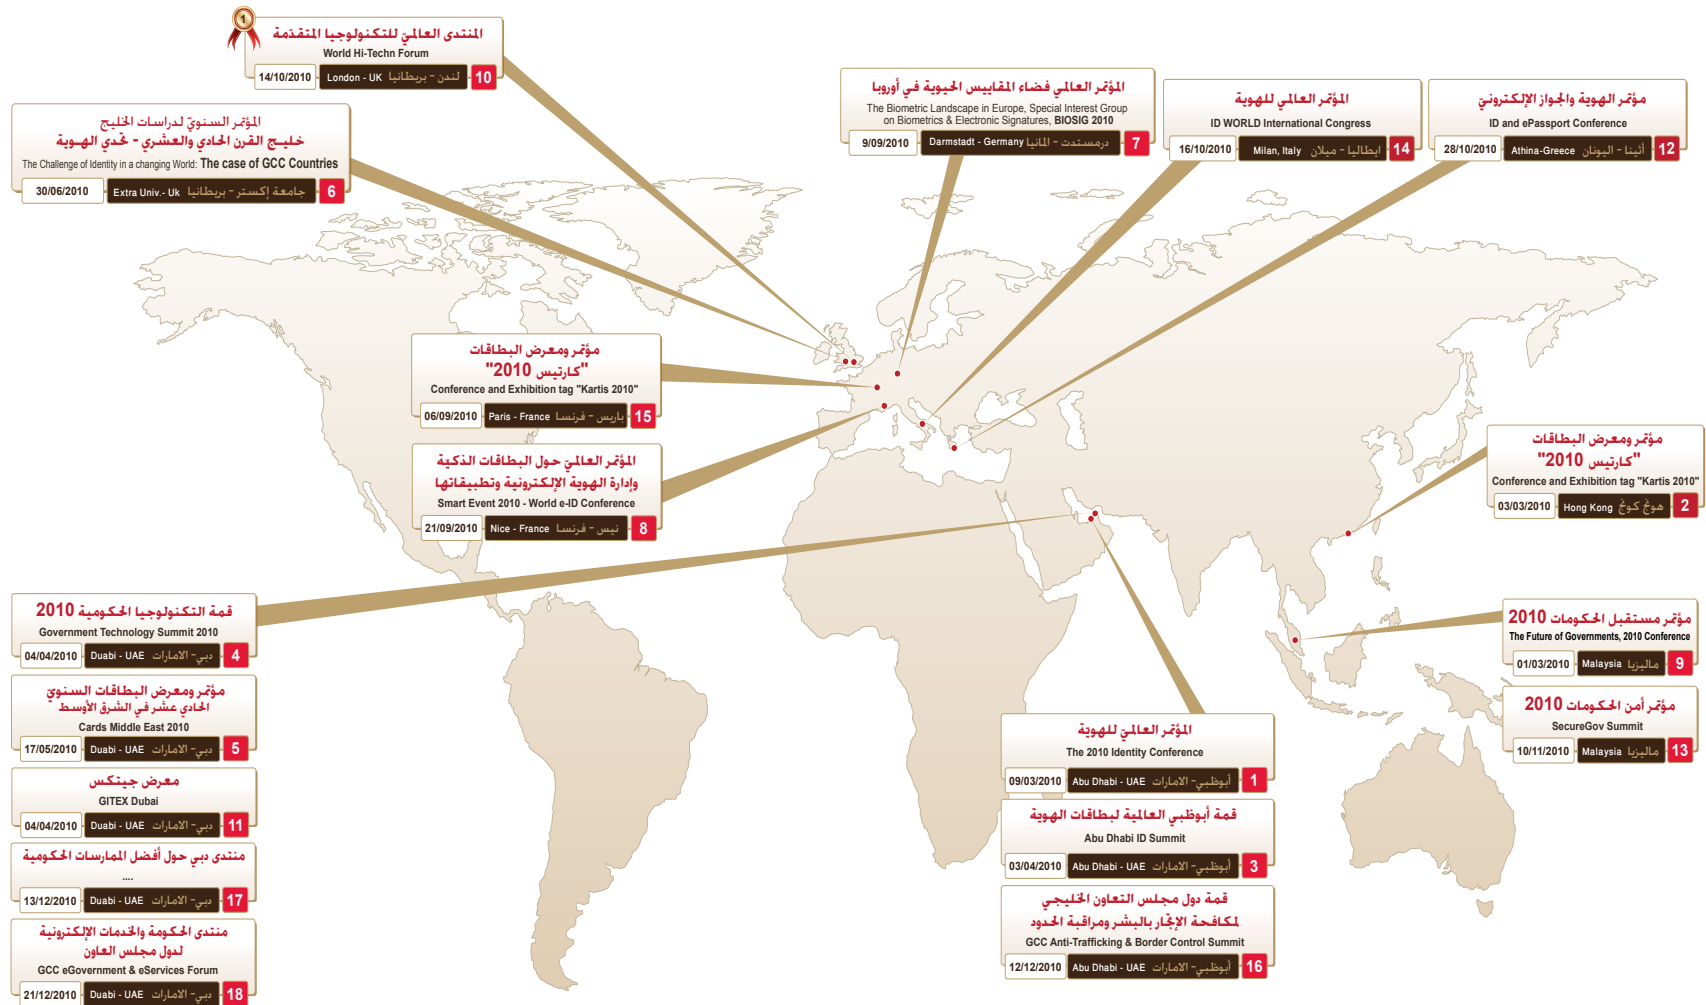 1
المنتدى العالميّ للتكنولوجيا المتقدّمة
World Hi-Techn Forum
14/10/2010 London - UK لندن - بريطانيا 10
المؤتمر السنويّ لدراسات الخليج
خليـج القرن الحادي والعشري - تحّدي الهـويـة
The Challenge of Identity in a changing World: The case of GCC Countries
30/06/2010 Extra Univ.- Uk جامعة إكستر - بريطانيا 6
المؤتمر العالمي فضاء المقاييس الحيوية في أوروبا
The Biometric Landscape in Europe, Special Interest Group
on Biometrics & Electronic Signatures, BIOSIG 2010
9/09/2010 Darmstadt - Germany درمستدت - المانيا 7
المؤتمر العالمي للهوية
ID WORLD International Congress
16/10/2010 Milan, Italy ايطاليا - ميلان 14
مؤتمر الهوية والجواز الإلكترونيّ
ID and ePassport Conference
28/10/2010 Athina-Greece أثينا - اليونان 12
مؤتمر ومعرض البطاقات
"كارتيس 2010"
Conference and Exhibition tag "Kartis 2010"
06/09/2010 Paris - France باريس - فرنسا 15
المؤتمر العالميّ حول البطاقات الذكية
وإدارة الهوية الإلكترونية وتطبيقاتها
Smart Event 2010 - World e-ID Conference
21/09/2010 Nice - France نيس - فرنسا 8
مؤتمر ومعرض البطاقات
"كارتيس 2010"
Conference and Exhibition tag "Kartis 2010"
03/03/2010 Hong Kong هونج كونج 2
قمة التكنولوجيا الحكومية 2010
Government Technology Summit 2010
04/04/2010 Duabi - UAE دبي- الامارات 4
مؤتمر ومعرض البطاقات السنويّ
الحادي عشر في الشرق الأوسط
Cards Middle East 2010
17/05/2010 Duabi - UAE دبي- الامارات 5
معرض جيتكس
GITEX Dubai
04/04/2010 Duabi - UAE دبي- الامارات 11
منتدى دبي حول أفضل الممارسات الحكومية
....
13/12/2010 Duabi - UAE دبي- الامارات 17
منتدى الحكومة والخدمات الإلكترونية
لدول مجلس العاون
GCC eGovernment & eServices Forum
21/12/2010 Duabi - UAE دبي- الامارات 18
المؤتمر العالميّ للهوية
The 2010 Identity Conference
09/03/2010 Abu Dhabi - UAE أبوظبي- الامارات 1
قمة أبوظبي العالمية لبطاقات الهوية
Abu Dhabi ID Summit
03/04/2010 Abu Dhabi - UAE أبوظبي- الامارات 3
قمة دول مجلس التعاون الخليجي
لمكافحة الإتجار بالبشر ومراقبة الحدود
GCC Anti-Trafficking & Border Control Summit
12/12/2010 Abu Dhabi - UAE أبوظبي- الامارات 16
مؤتمر مستقبل الحكومات 2010
The Future of Governments, 2010 Conference
01/03/2010 Malaysia ماليزيا 9
مؤتمر أمن الحكومات 2010
SecureGov Summit
10/11/2010 Malaysia ماليزيا 13